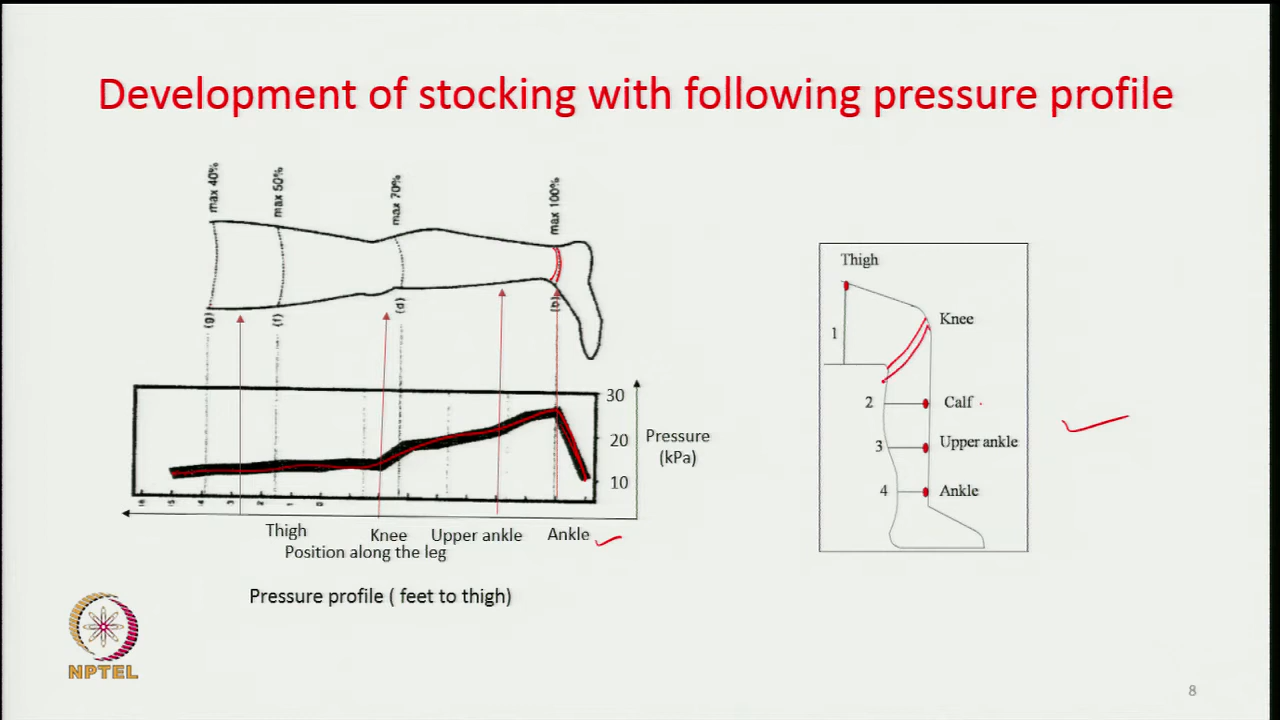 Development of stocking with following pressure profile
max 40%
max 50%
max 70%
max 100%
(g)
(f)
(d)
(b)
30
20
10
Pressure
(kPa)
Thigh
Knee
Upper ankle
Ankle
Position along the leg
Pressure profile ( feet to thigh)
Thigh
Knee
1
2
Calf
3
Upper ankle
4
Ankle
NPTEL
8